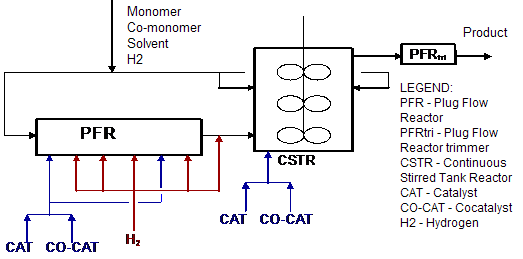 Monomer
Co-monomer
Solvent
H2
Product
PFRtri
PFR
CSTR
CAT CO-CAT
H2
CAT CO-CAT
LEGEND:
PFR - Plug Flow
Reactor
PFRtri - Plug Flow
Reactor trimmer
CSTR - Continuous
Stirred Tank Reactor
CAT - Catalyst
CO-CAT - Cocatalyst
H2 - Hydrogen